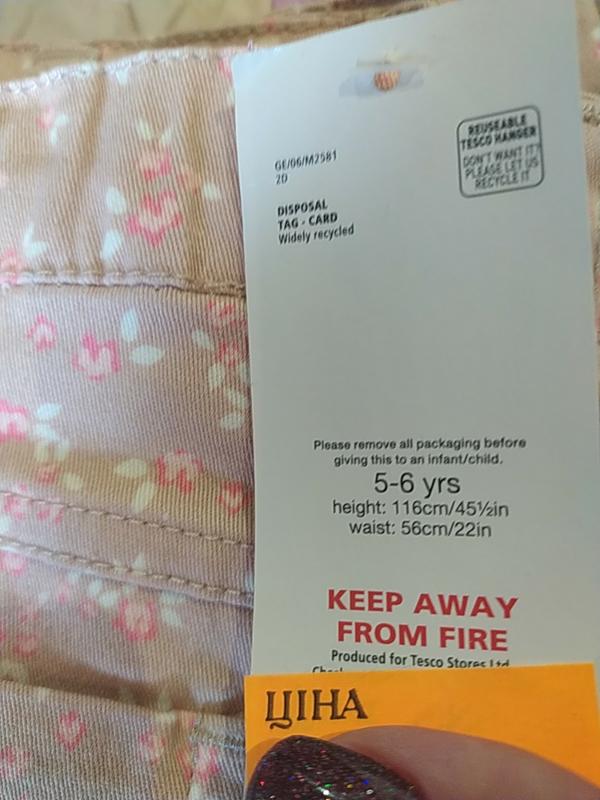 REUSEABLE
TESCO HANGER
DON'T WANT IT?
PLEASE LET US
RECYCLE IT
GE/06/M2581
2D
DISPOSAL
TAG - CARD
Widely recycled
Please remove all packaging before
giving this to an infant/child.
5-6 yrs
height: 116cm/45½in
waist: 56cm/22in
KEEP AWAY
FROM FIRE
Produced for Tesco Stores Ltd
ЦІНА